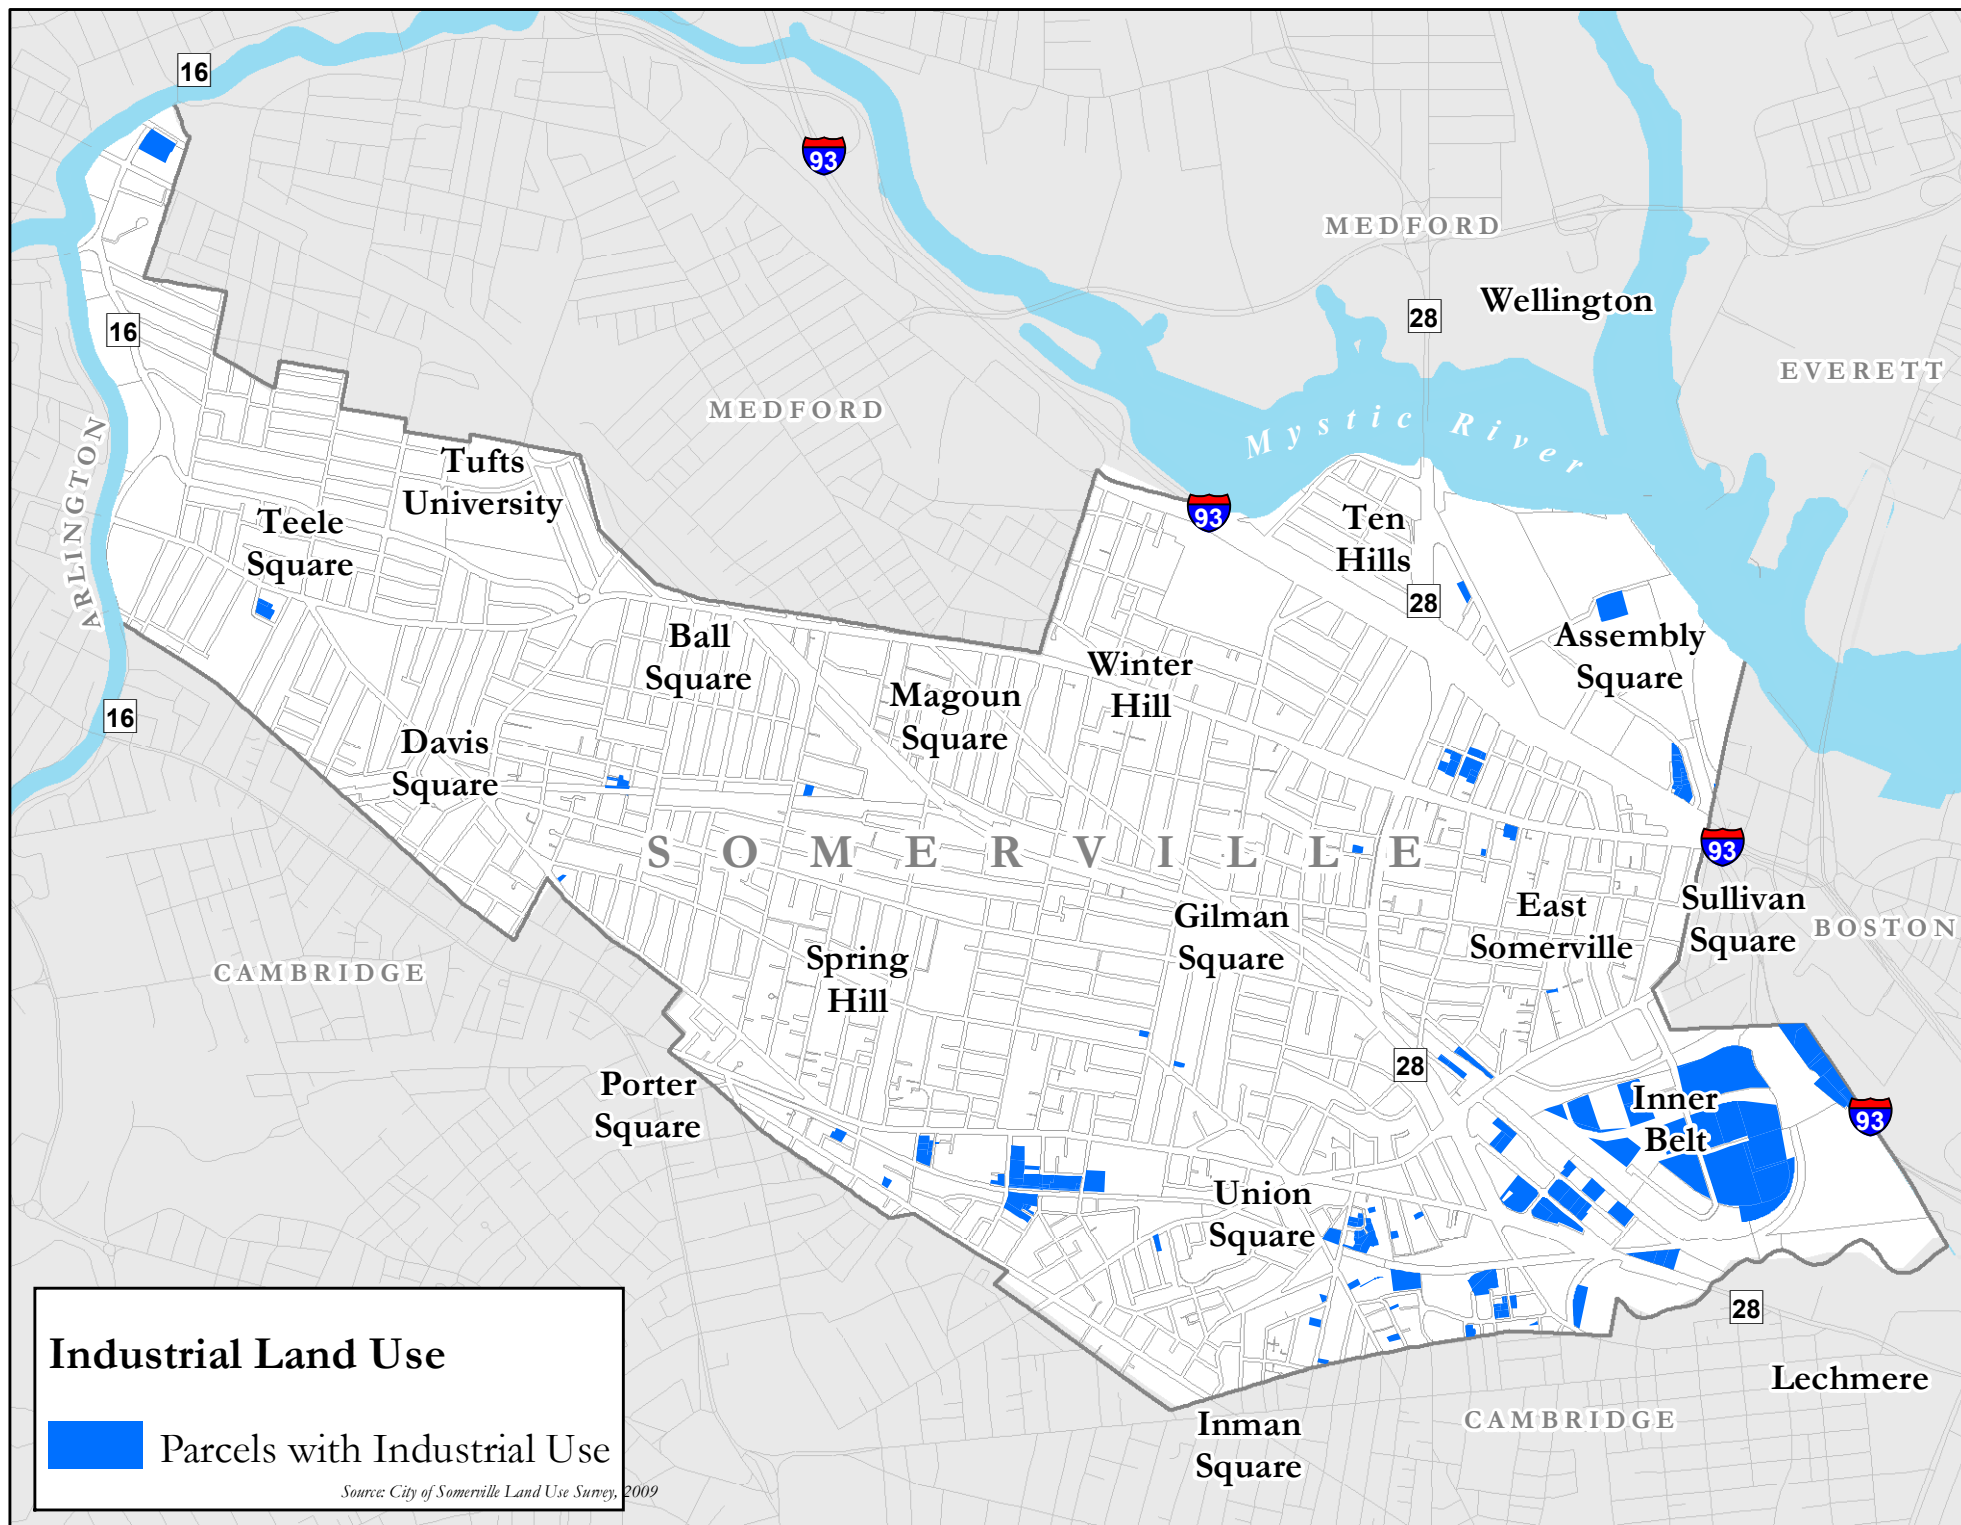 16
93
MEDFORD
Wellington
28
16
EVERETT
MEDFORD
Mystic River
ARLINGTON
Tufts
University
Teele
Square
93
Ten
Hills
28
Ball
Square
Assembly
Square
Winter
Hill
Magoun
Square
16
Davis
Square
SOMERVILLE
93
Sullivan
Square
BOSTON
East
Somerville
Gilman
Square
Spring
Hill
CAMBRIDGE
28
Porter
Square
Inner
Belt
93
Union
Square
28
Lechmere
CAMBRIDGE
Inman
Square
Industrial Land Use
Parcels with Industrial Use
Source: City of Somerville Land Use Survey, 2009